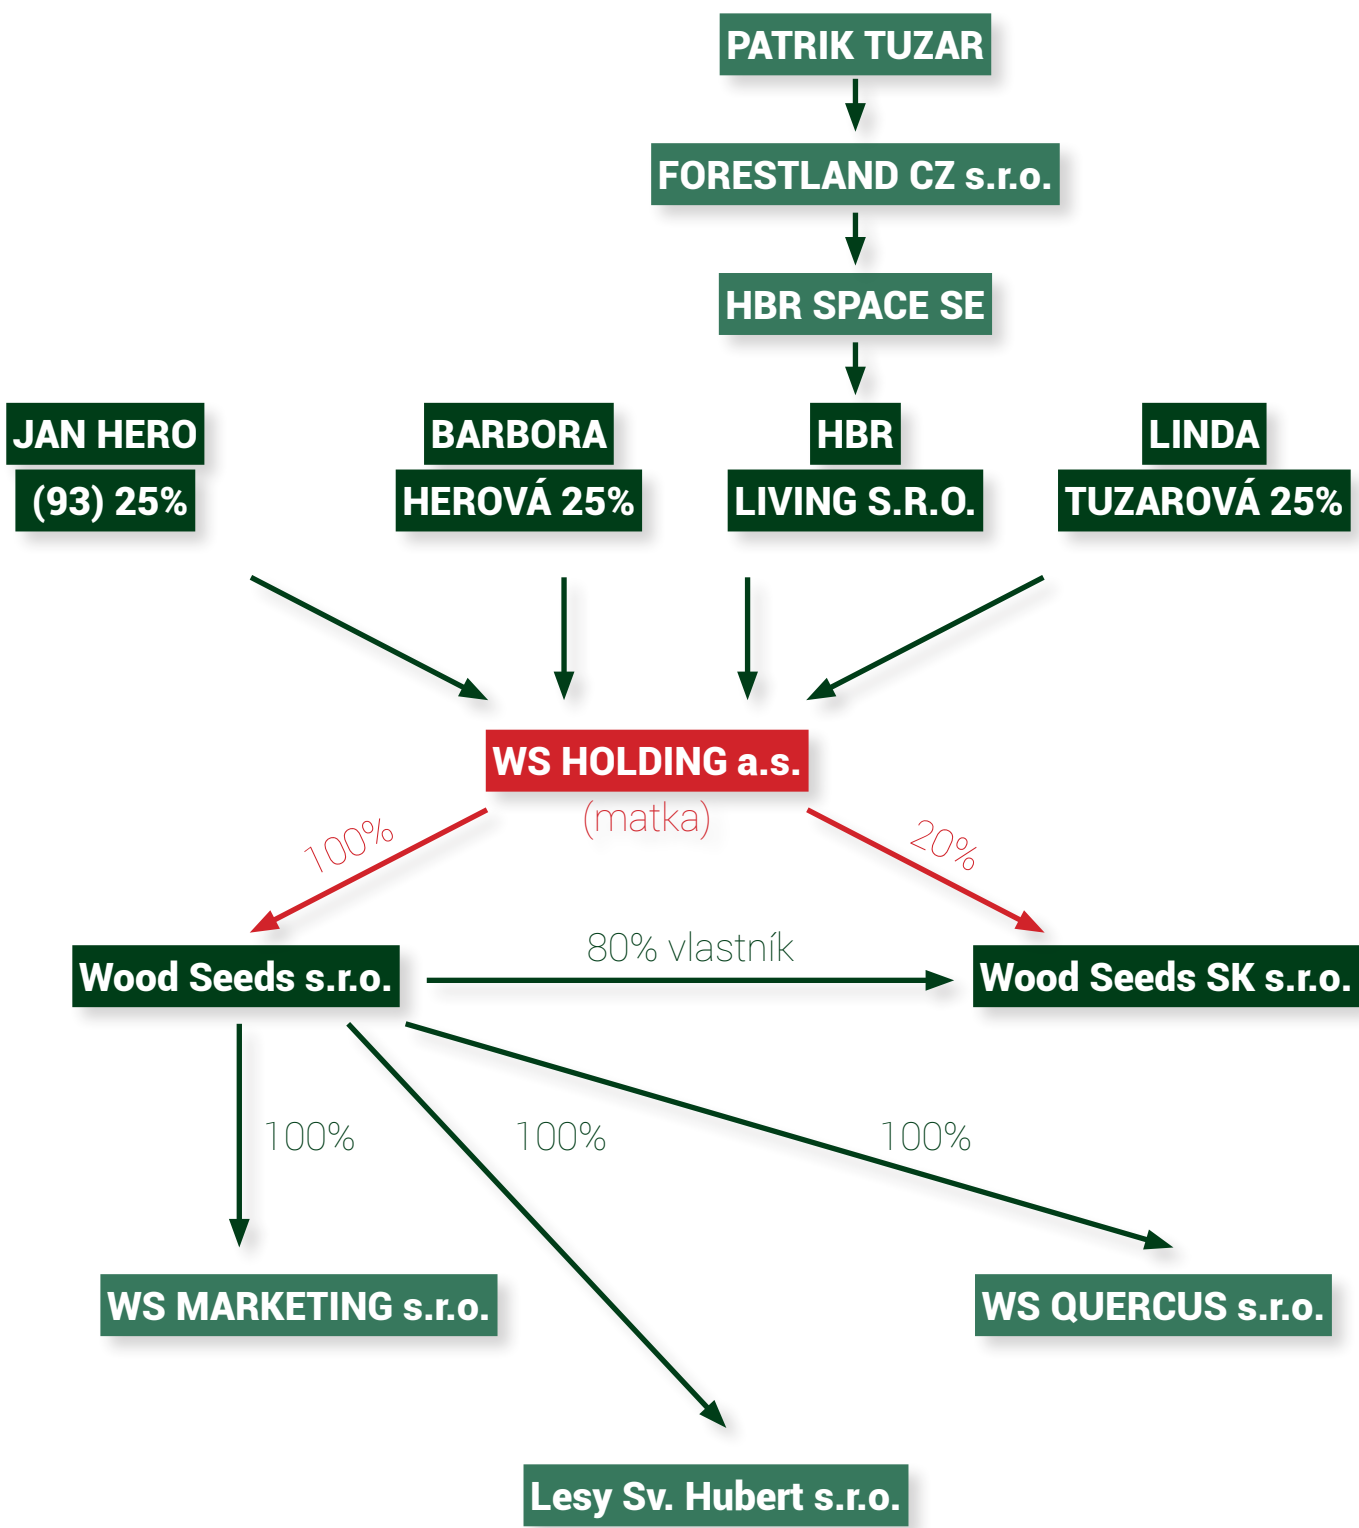 PATRIK TUZAR
FORESTLAND CZ s.r.o.
HBR SPACE SE
JAN HERO
(93) 25%
BARBORA
HEROVÁ 25%
HBR
LIVING S.R.O.
LINDA
TUZAROVÁ 25%
WS HOLDING a.s.
(matka)
100%
20%
Wood Seeds s.r.o.
80% vlastník
Wood Seeds SK s.r.o.
100%
100%
100%
WS MARKETING s.r.o.
WS QUERCUS s.r.o.
Lesy Sv. Hubert s.r.o.